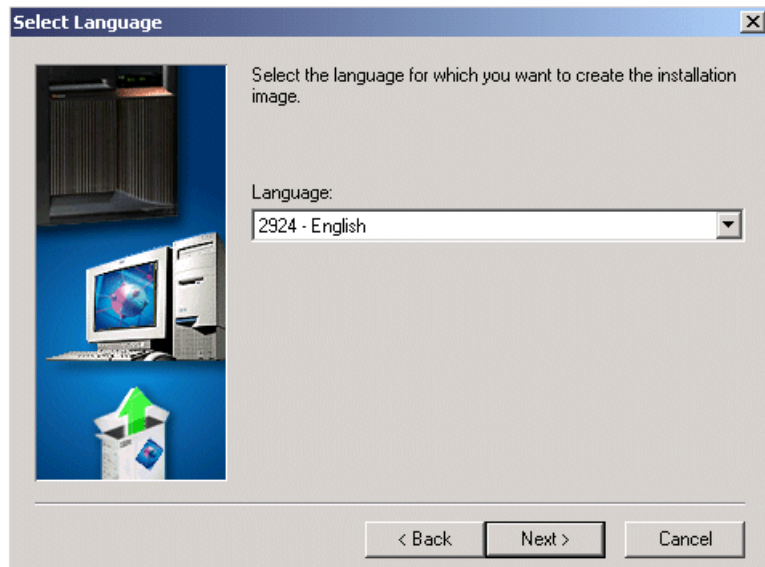 Select Language
Select the language for which you want to create the installation
image.
Language:
2924 - English
< Back
Next >
Cancel